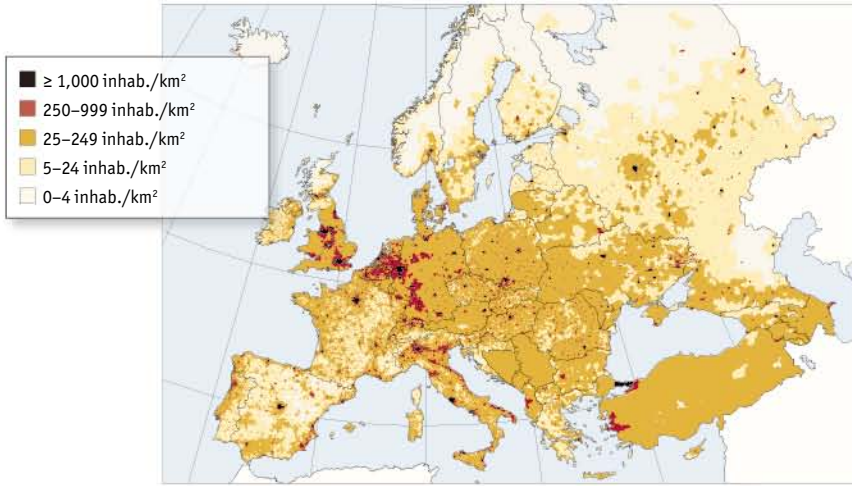 ≥ 1,000 inhab./km²
250–999 inhab./km²
25–249 inhab./km²
5–24 inhab./km²
0–4 inhab./km²